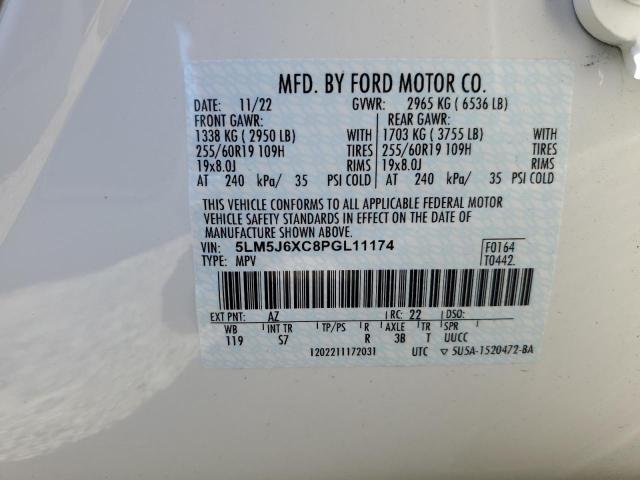 MFD. BY FORD MOTOR CO.
DATE: 11/22 GVWR: 2965 KG ( 6536 LB)
FRONT GAWR: REAR GAWR:
1338 KG ( 2950 LB) WITH 1703 KG ( 3755 LB) WITH
255/60R19 109H TIRES 255/60R19 109H TIRES
19x8.0J RIMS 19x8.0J RIMS
AT 240 kPa/ 35 PSI COLD AT 240 kPa/ 35 PSI COLD
THIS VEHICLE CONFORMS TO ALL APPLICABLE FEDERAL MOTOR
VEHICLE SAFETY STANDARDS IN EFFECT ON THE DATE OF
MANUFACTURE SHOWN ABOVE.
VIN: 5LM5J6XC8PGL11174 F0164
TYPE: MPV T0442.
EXT PNT: AZ RC: 22 DSO:
WB INT TR TP/PS R AXLE TR SPR
119 S7 R 3B T UUCC
1202211172031 UTC ▽ 5U5A-1520472-BA